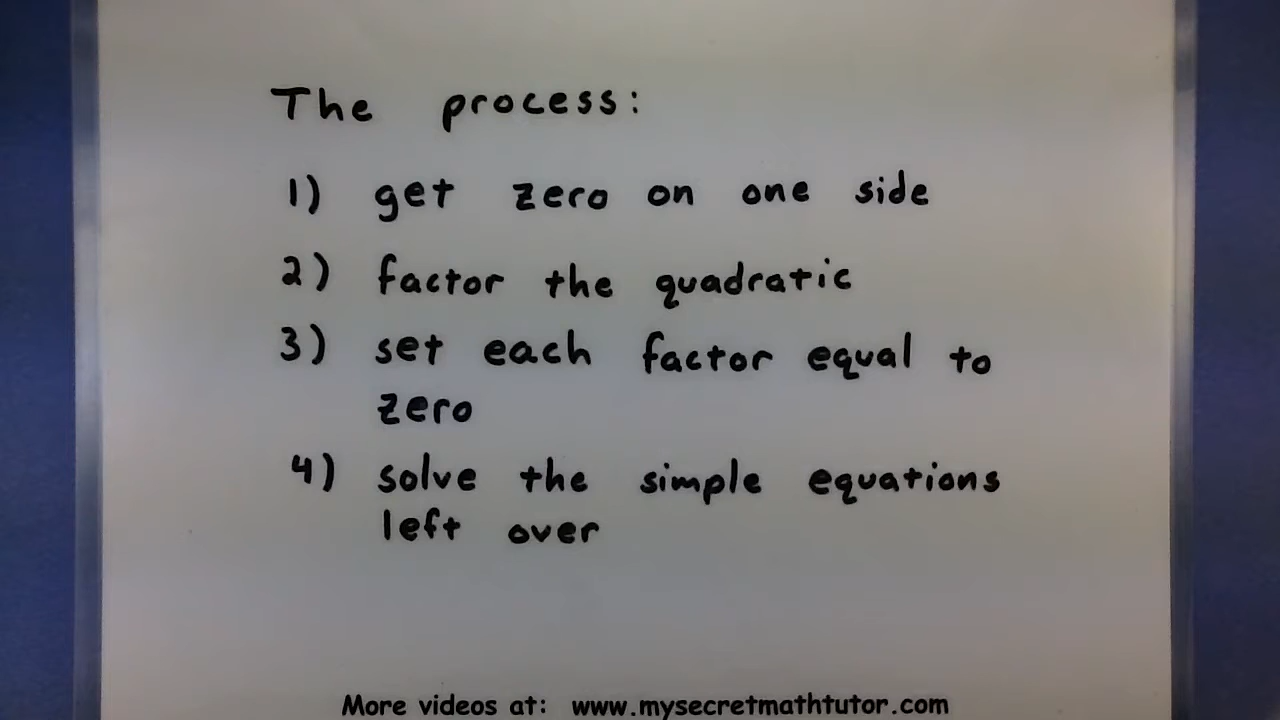 The process:
1) get zero on one side
2) factor the quadratic
3) set each factor equal to
zero
4) solve the simple equations
left over
More videos at: www.mysecretmathtutor.com